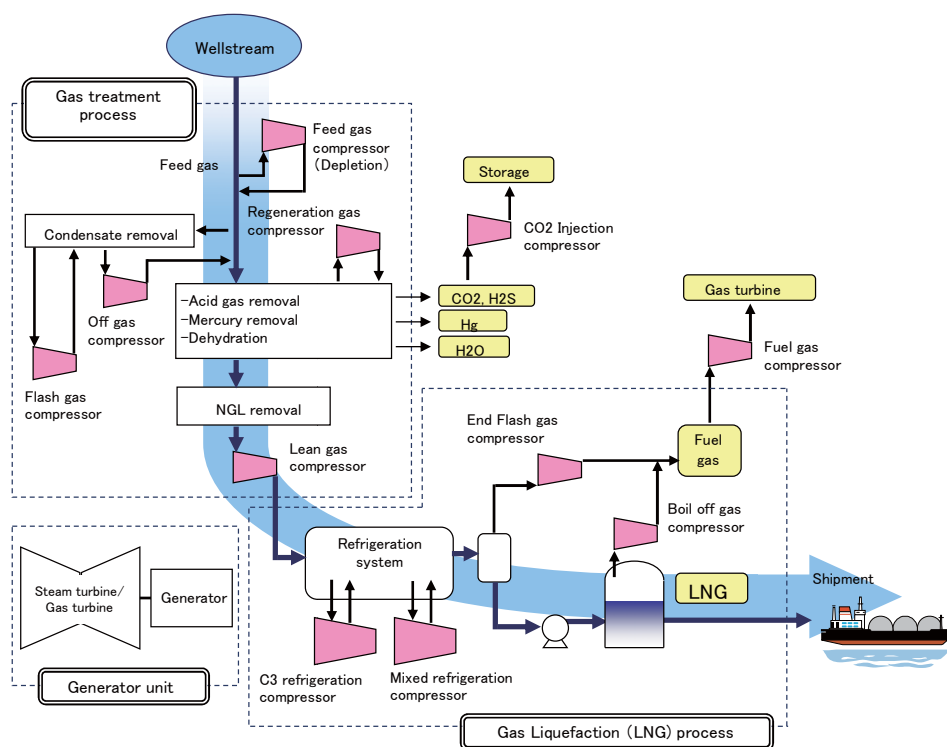 Wellstream
Gas treatment
process
Feed gas
compressor
(Depletion)
Feed gas
Storage
Regeneration gas
compressor
CO2 Injection
compressor
Condensate removal
Off gas
compressor
-Acid gas removal
-Mercury removal
-Dehydration
CO2, H2S
Hg
H2O
Gas turbine
Fuel gas
compressor
Flash gas
compressor
NGL removal
End Flash gas
compressor
Fuel
gas
Lean gas
compressor
Boil off gas
compressor
Refrigeration
system
Steam turbine/
Gas turbine
Generator
LNG
Shipment
C3 refrigeration
compressor
Mixed refrigeration
compressor
Generator unit
Gas Liquefaction (LNG) process